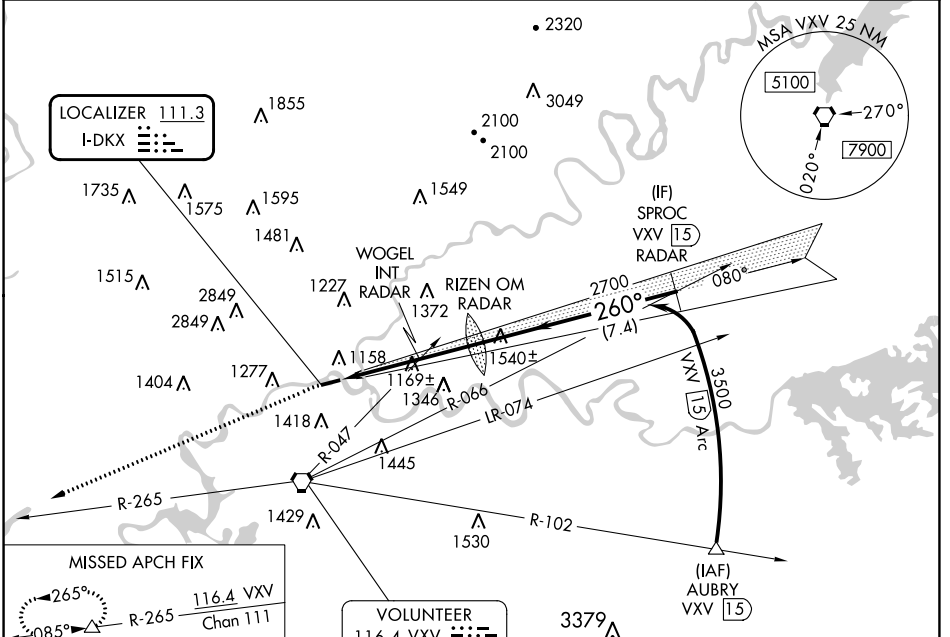 2320
MSA VXV 25 NM
5100
270°
7900
020°
3049
1855
LOCALIZER 111.3
I-DKX
2100
2100
1735
1575
1595
1549
1481
(IF)
SPROC
VXV 15
RADAR
WOGEL
INT
RADAR
RIZEN OM
RADAR
1515
1227
1372
2700
080°
260°
(7.4)
2849
2849
1540±
1158
1169±
1346
1404
1277
R-066
LR-074
3500
VXV 15 Arc
1418
R-047
1445
R-265
1429
1530
R-102
(IAF)
AUBRY
VXV 15
MISSED APCH FIX
265°
085°
R-265
116.4 VXV
Chan 111
VOLUNTEER
116.4 VXV
3379